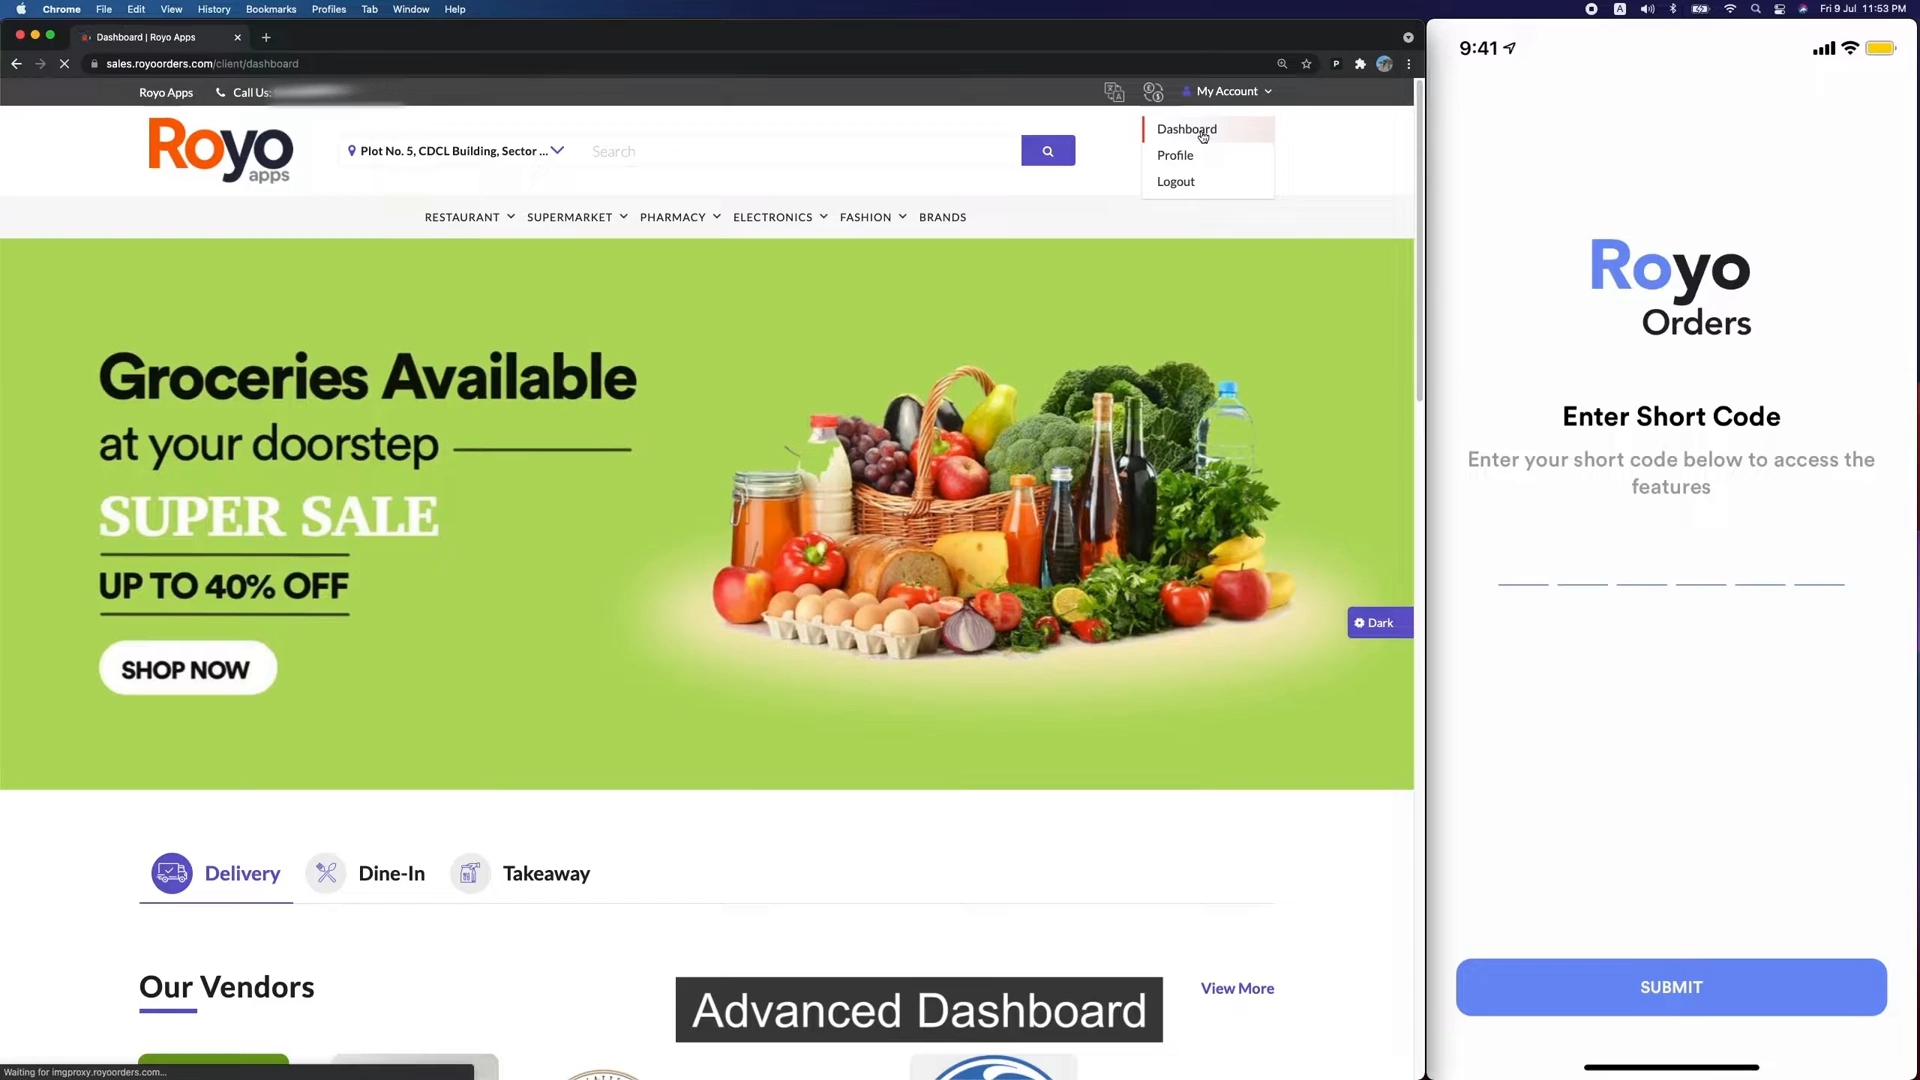 Chrome File Edit View History Bookmarks Profiles Tab Window Help
A Fri 9 Jul 11:53 PM
Dashboard | Royo Apps
sales.royoorders.com/client/dashboard
P
Royo Apps Call Us:
My Account
Royo
apps
Plot No. 5, CDCL Building, Sector ... Search
Dashboard
Profile
Logout
RESTAURANT SUPERMARKET PHARMACY ELECTRONICS FASHION BRANDS
Groceries Available
at your doorstep
SUPER SALE
UP TO 40% OFF
SHOP NOW
Dark
Delivery Dine-In Takeaway
Our Vendors
View More
Advanced Dashboard
Waiting for imgproxy.royoorders.com...
9:41
Royo
Orders
Enter Short Code
Enter your short code below to access the
features
SUBMIT